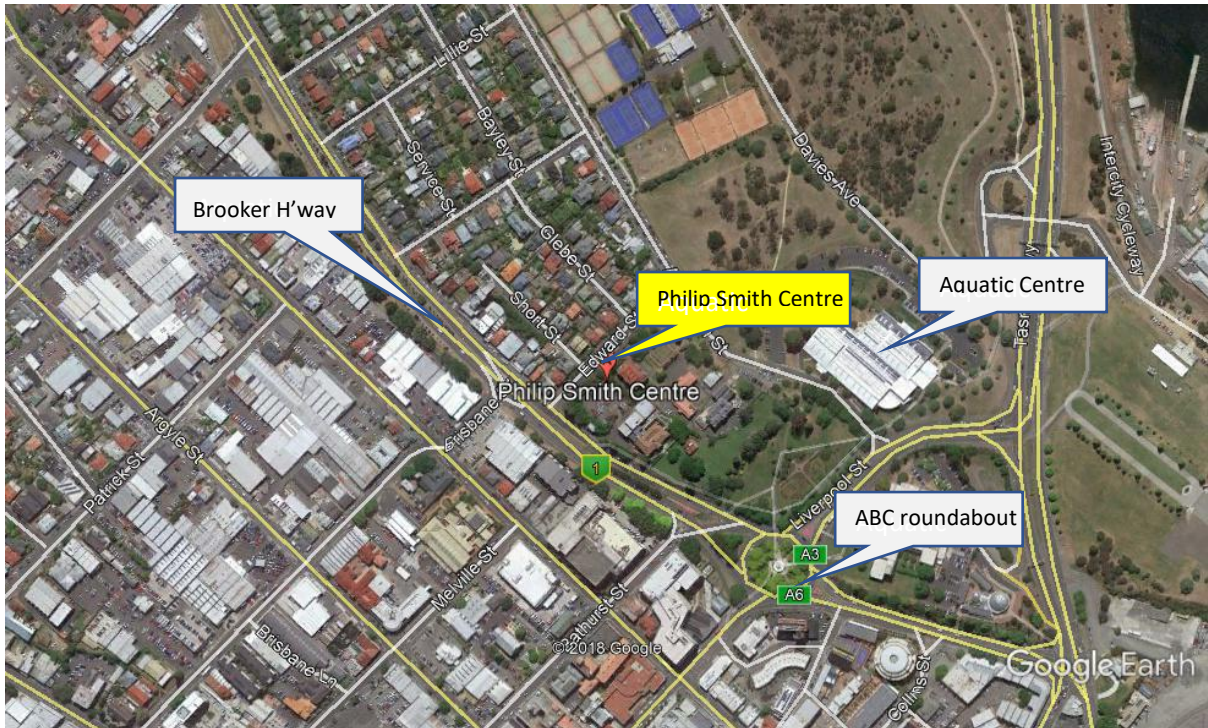 Lillie St
Bayley St
Service St
Davies Ave
Intercity Cycleway
Brooker H'way
Glebe St
Short St
Philip Smith Centre
Aquatic Centre
Edward St
St
Philip Smith Centre
Argyle St
Brisbane
Patrick St
1
Liverpool St
ABC roundabout
A3
A6
Melville St
Bathurst St
Brisbane Ln
© 2018 Google
Collins St
Google Earth